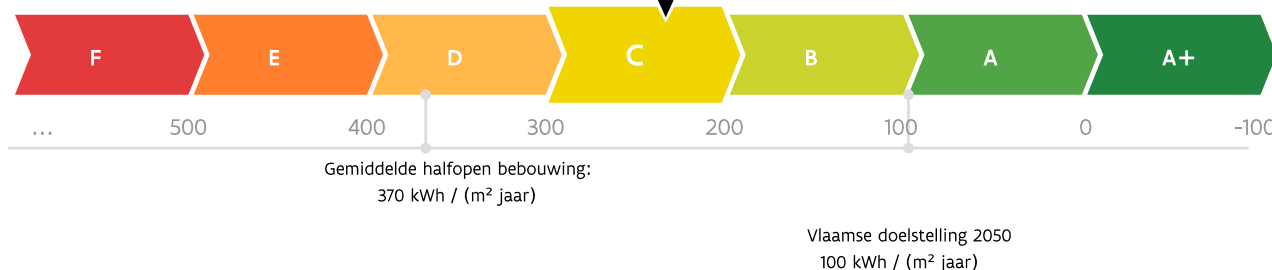 F E D C B A A+
... 500 400 300 200 100 0 -100
Gemiddelde halfopen bebouwing:
370 kWh / (m² jaar)
Vlaamse doelstelling 2050
100 kWh / (m² jaar)